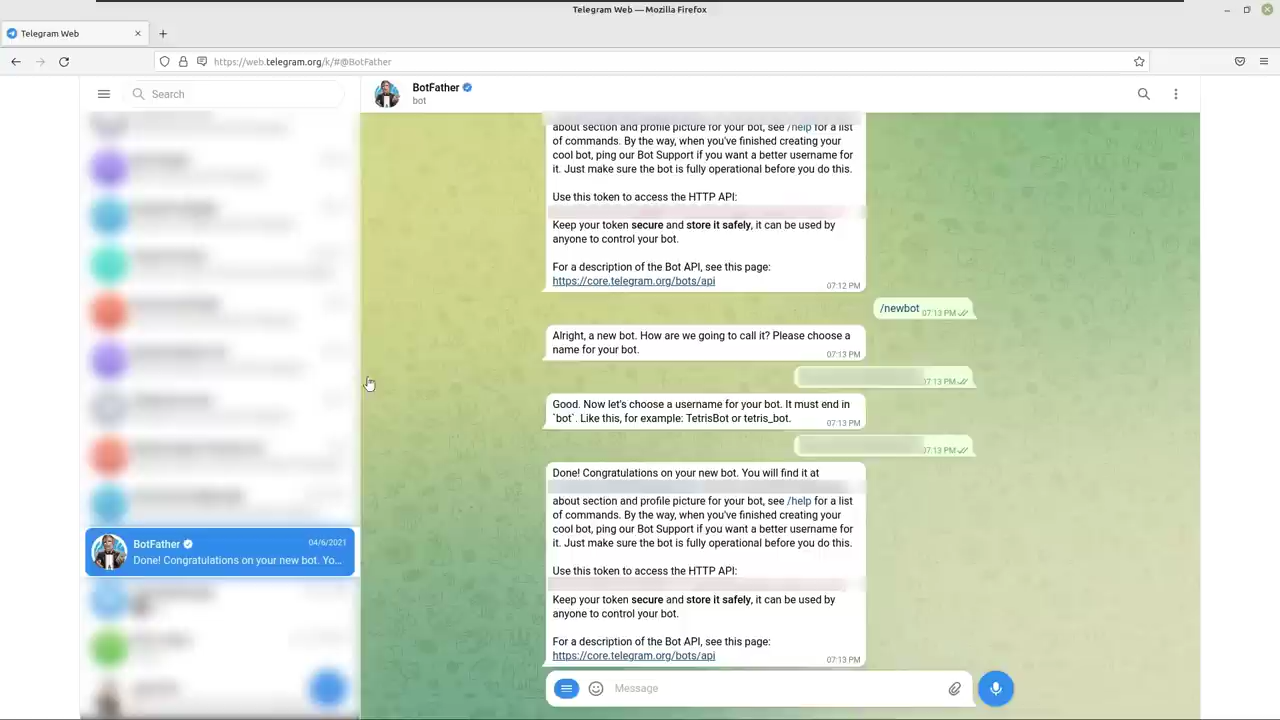 Telegram Web — Mozilla Firefox
Telegram Web
https://web.telegram.org/k/#@BotFather
Search
BotFather
bot
about section and profile picture for your bot, see /help for a list
of commands. By the way, when you've finished creating your
cool bot, ping our Bot Support if you want a better username for
it. Just make sure the bot is fully operational before you do this.
Use this token to access the HTTP API:
Keep your token secure and store it safely, it can be used by
anyone to control your bot.
For a description of the Bot API, see this page:
https://core.telegram.org/bots/api
07:12 PM
/newbot 07:13 PM
Alright, a new bot. How are we going to call it? Please choose a
name for your bot.
07:13 PM
07:13 PM
Good. Now let's choose a username for your bot. It must end in
`bot`. Like this, for example: TetrisBot or tetris_bot.
07:13 PM
07:13 PM
Done! Congratulations on your new bot. You will find it at
about section and profile picture for your bot, see /help for a list
of commands. By the way, when you've finished creating your
cool bot, ping our Bot Support if you want a better username for
it. Just make sure the bot is fully operational before you do this.
Use this token to access the HTTP API:
Keep your token secure and store it safely, it can be used by
anyone to control your bot.
For a description of the Bot API, see this page:
https://core.telegram.org/bots/api
07:13 PM
BotFather 04/6/2021
Done! Congratulations on your new bot. Yo...
Message